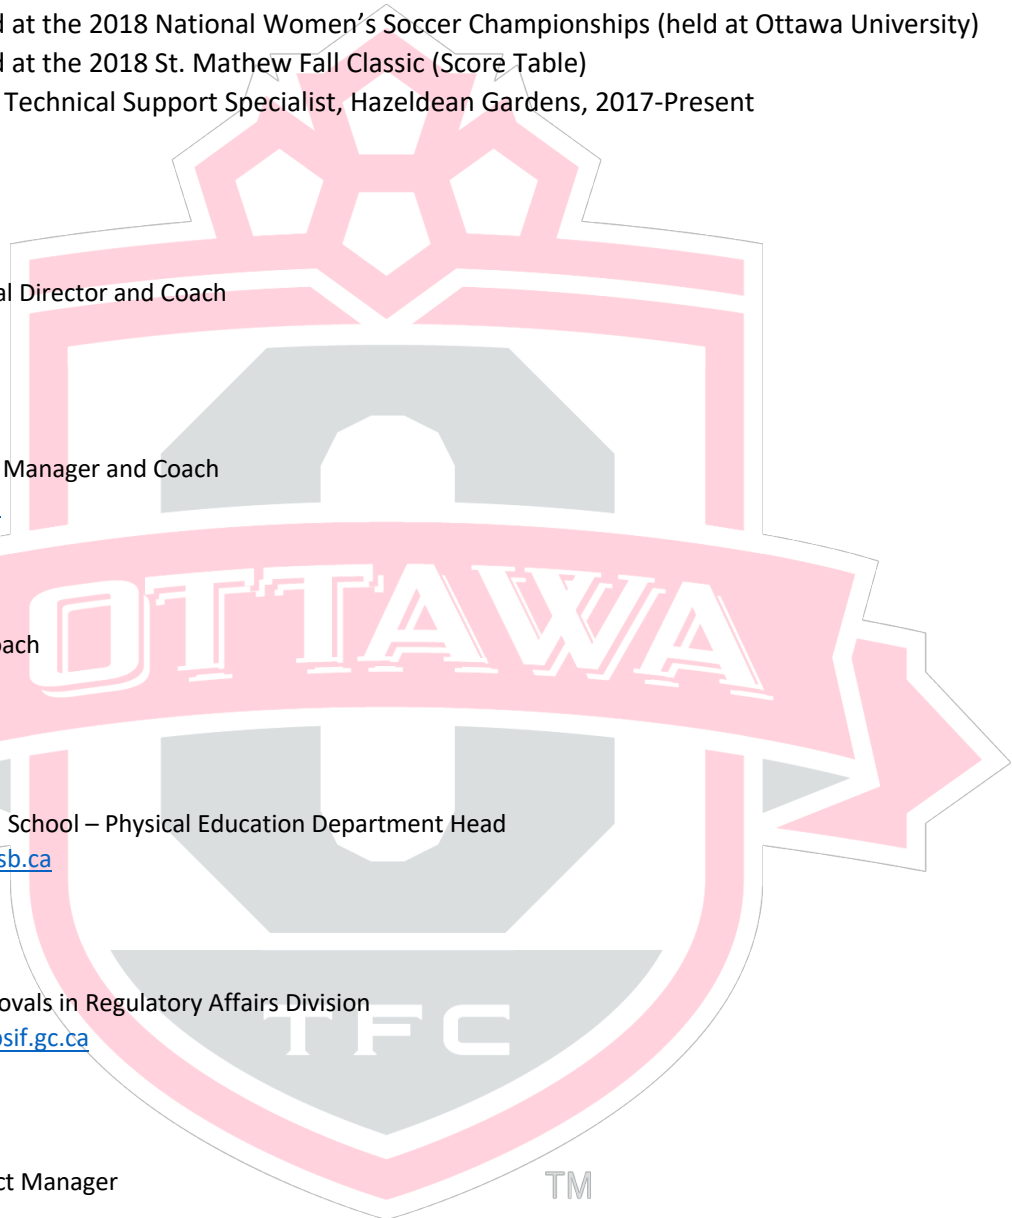 d at the 2018 National Women’s Soccer Championships (held at Ottawa University)
d at the 2018 St. Mathew Fall Classic (Score Table)
Technical Support Specialist, Hazeldean Gardens, 2017-Present
al Director and Coach
Manager and Coach
oach
OTTAWA
School – Physical Education Department Head
sb.ca
ovals in Regulatory Affairs Division
TFC
osif.gc.ca
ct Manager
TM